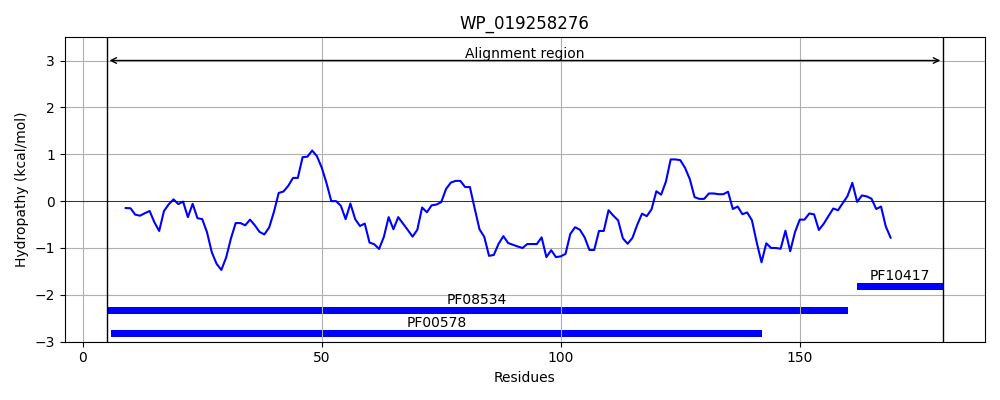 WP_019258276
Alignment region
3
2
1
0
−1
−2
−3
Hydropathy (kcal/mol)
PF10417
PF08534
PF00578
0 50 100 150
Residues